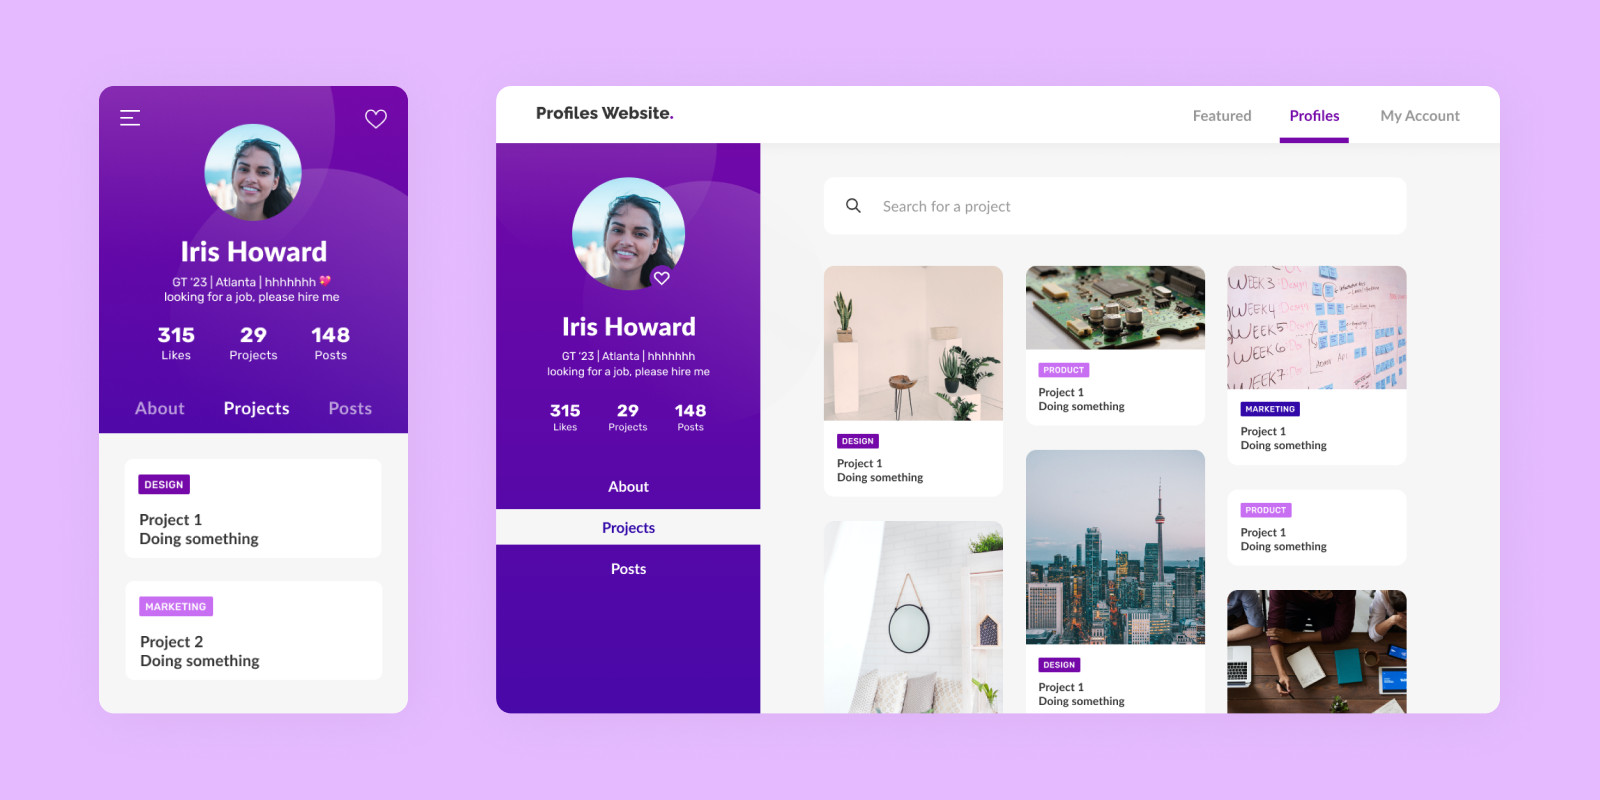 Iris Howard
GT '23 | Atlanta | hhhhhhh 💖
looking for a job, please hire me
315 29 148
Likes Projects Posts
About Projects Posts
DESIGN
Project 1
Doing something
MARKETING
Project 2
Doing something
Profiles Website.
Featured Profiles My Account
Iris Howard
GT '23 | Atlanta | hhhhhhh
looking for a job, please hire me
315 29 148
Likes Projects Posts
About
Projects
Posts
Search for a project
DESIGN
Project 1
Doing something
PRODUCT
Project 1
Doing something
DESIGN
Project 1
Doing something
WEEK 3
WEEK 4
WEEK 5
WEEK 6
WEEK 7
MARKETING
Project 1
Doing something
PRODUCT
Project 1
Doing something